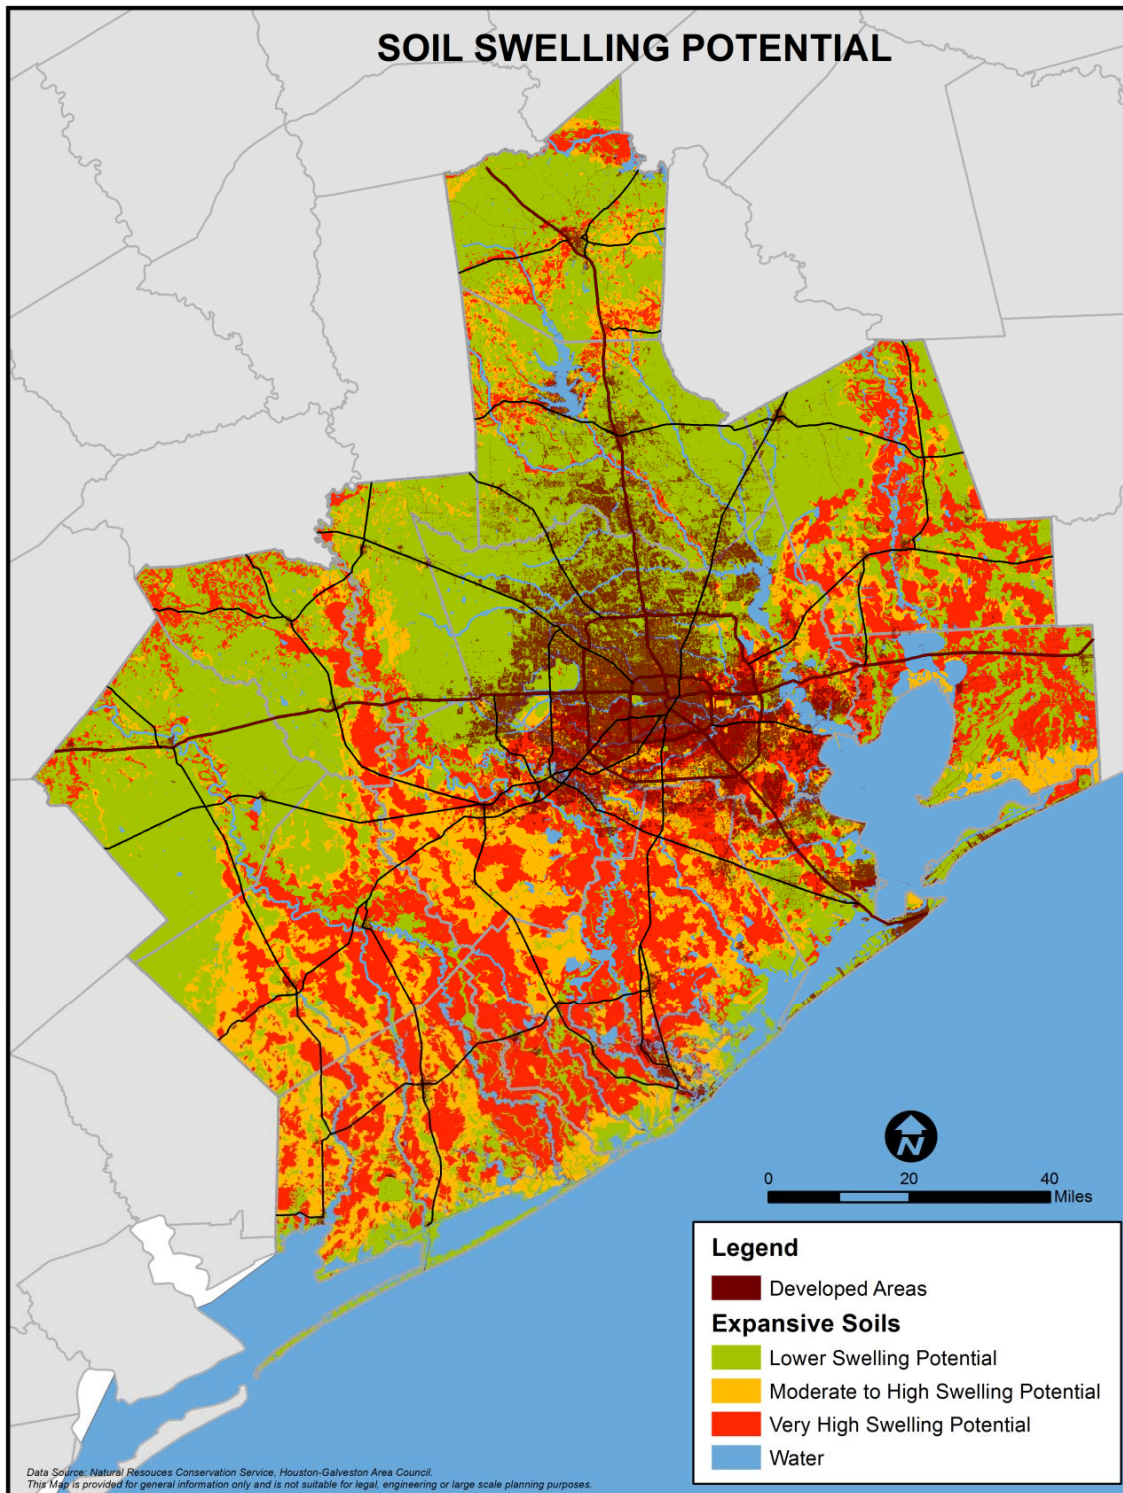 SOIL SWELLING POTENTIAL
N
0 20 40
Miles
Legend
Developed Areas
Expansive Soils
Lower Swelling Potential
Moderate to High Swelling Potential
Very High Swelling Potential
Water
Data Source: Natural Resouces Conservation Service, Houston-Galveston Area Council.
This Map is provided for general information only and is not suitable for legal, engineering or large scale planning purposes.